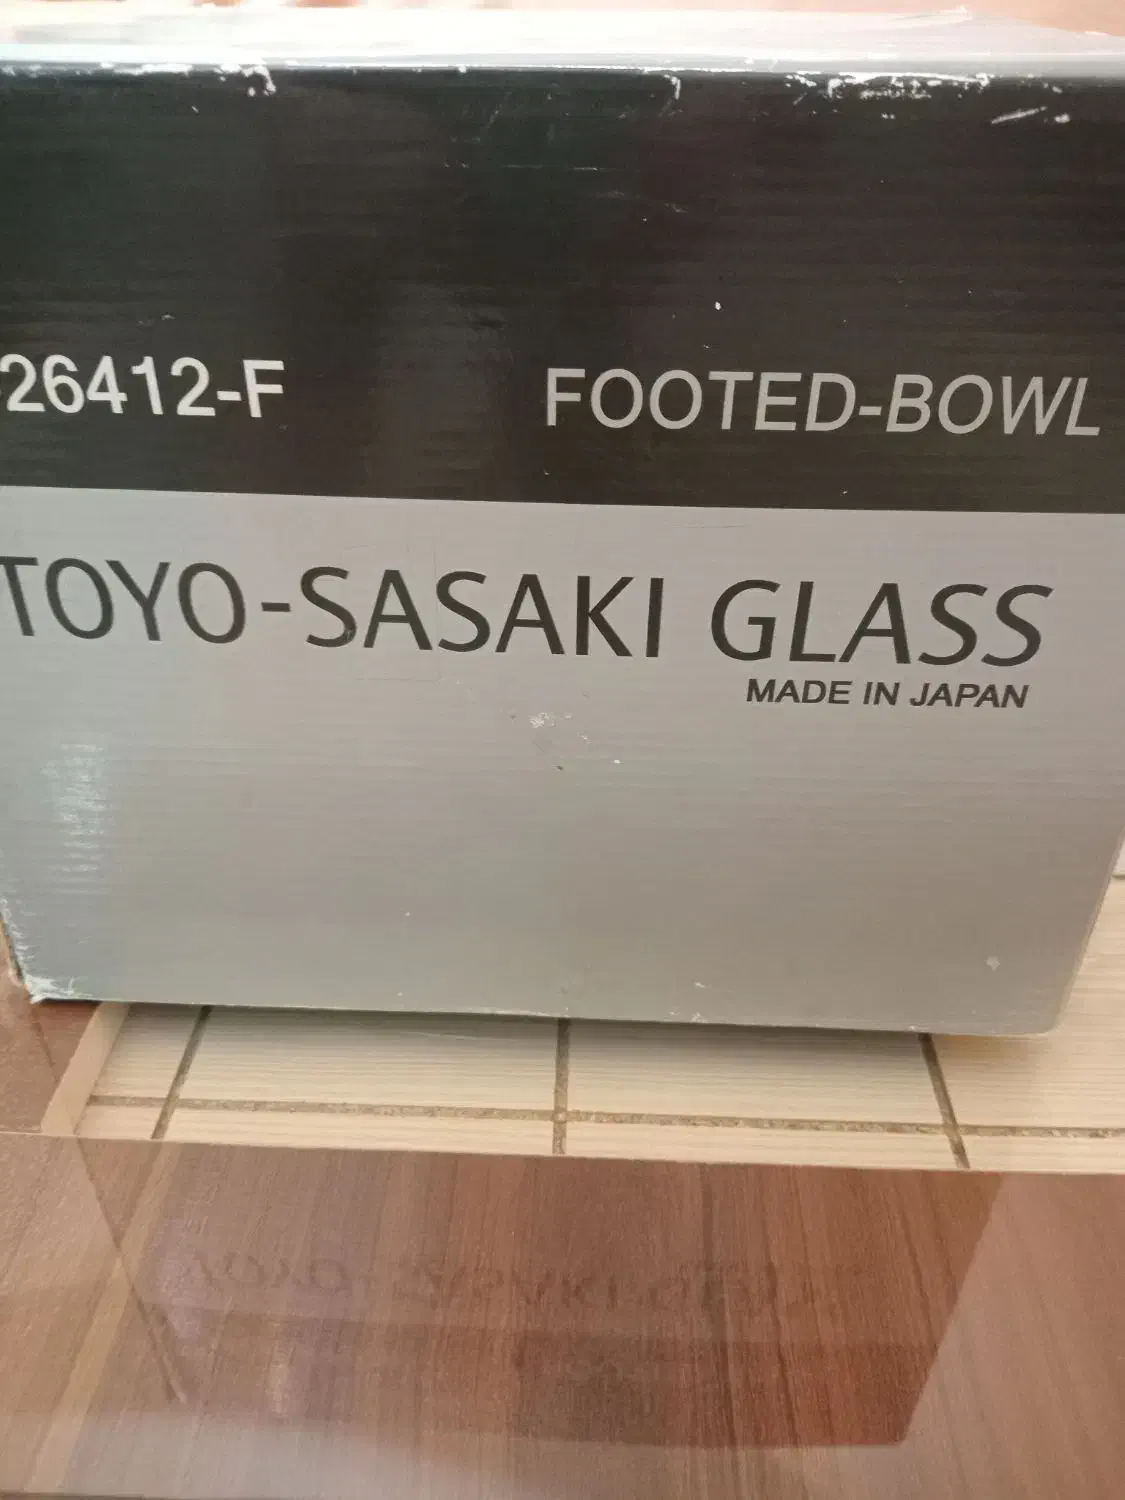 26412-F FOOTED-BOWL
TOYO-SASAKI GLASS
MADE IN JAPAN